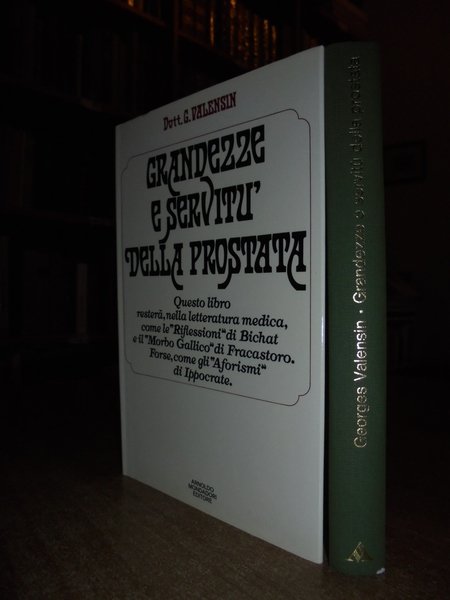 Dott. G. VALENSIN
GRANDEZZE
E SERVITU'
DELLA PROSTATA
Questo libro
resterà, nella letteratura medica,
come le "Riflessioni" di Bichat
e il "Morbo Gallico" di Fracastoro.
Forse, come gli "Aforismi"
di Ippocrate.
ARNOLDO
MONDADORI
EDITORE
Georges Valensin · Grandezze e servitù della prostata